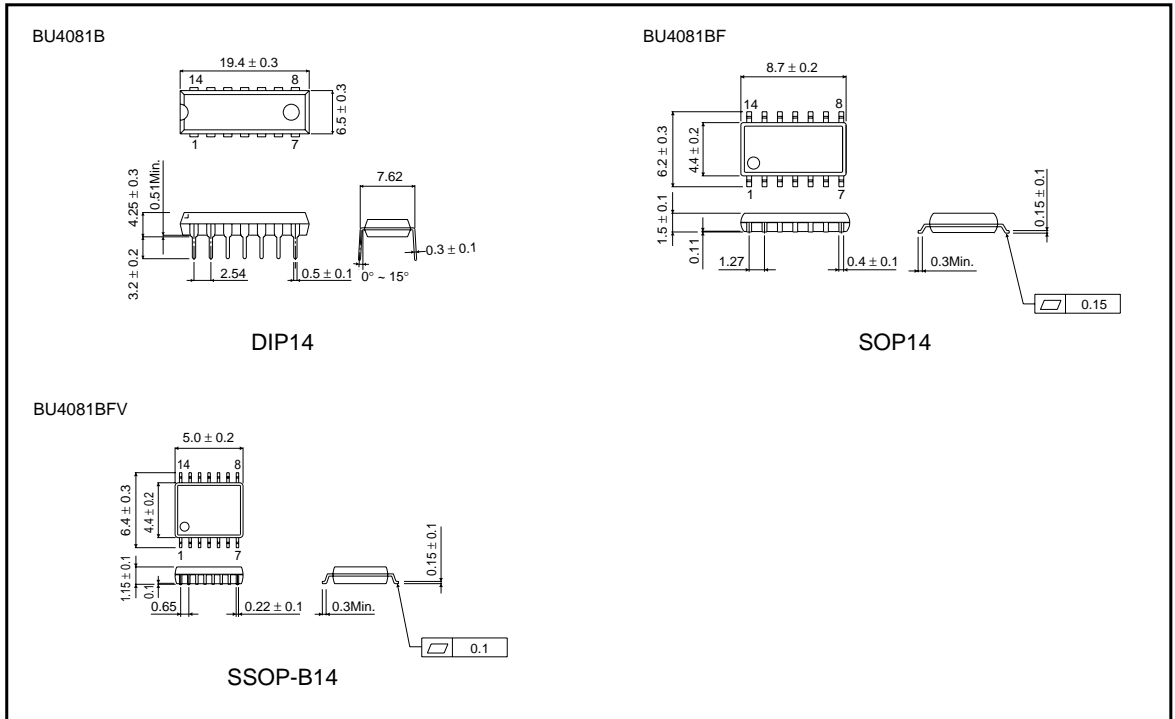 BU4081B
19.4 ± 0.3
14 8
6.5 ± 0.3
1 7
4.25 ± 0.3
0.51Min.
3.2 ± 0.2
7.62
2.54
0.5 ± 0.1
0.3 ± 0.1
0° ~ 15°
DIP14
BU4081BF
8.7 ± 0.2
14 8
6.2 ± 0.3
4.4 ± 0.2
1 7
1.5 ± 0.1
0.11
1.27
0.4 ± 0.1
0.3Min.
0.15 ± 0.1
0.15
SOP14
BU4081BFV
5.0 ± 0.2
14 8
6.4 ± 0.3
4.4 ± 0.2
1 7
1.15 ± 0.1
0.1
0.65
0.22 ± 0.1
0.3Min.
0.15 ± 0.1
0.1
SSOP-B14